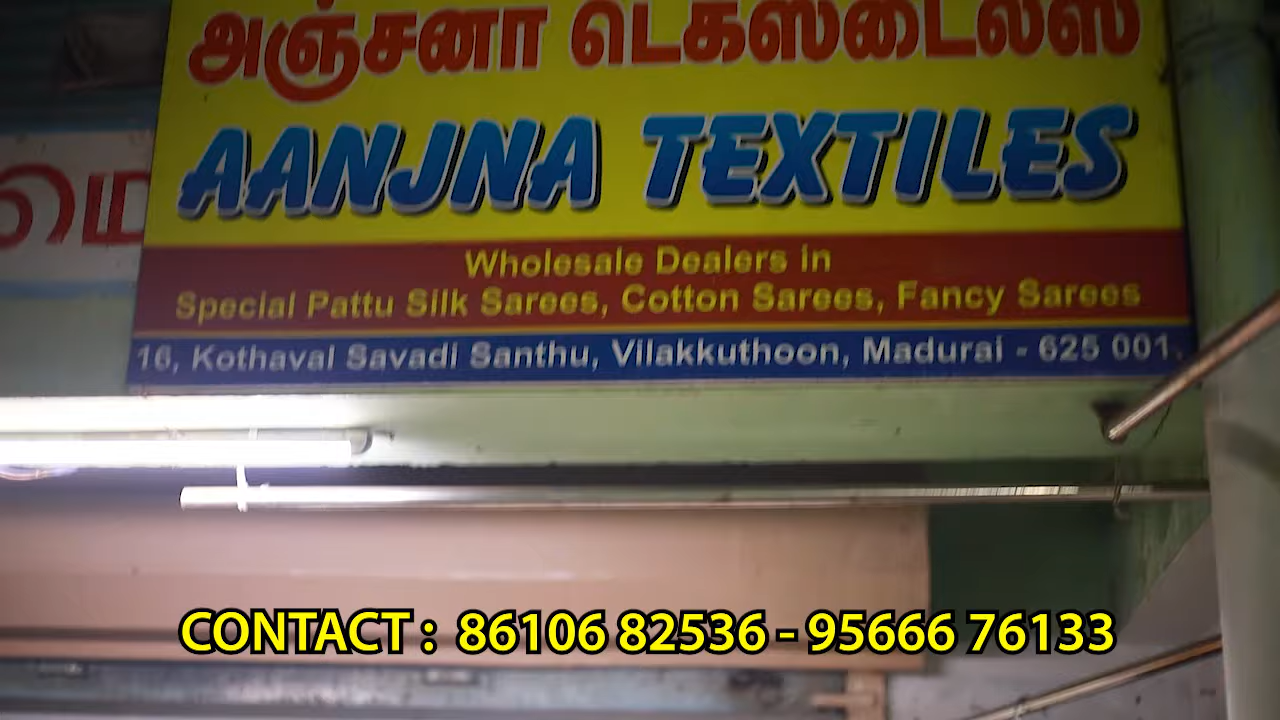 அஞ்சனா டெகஸ்டைல்ஸ்
AANJNA TEXTILES
Wholesale Dealers in
Special Pattu Silk Sarees, Cotton Sarees, Fancy Sarees
16, Kothaval Savadi Santhu, Vilakkuthoon, Madurai - 625 001.
CONTACT : 86106 82536 - 95666 76133